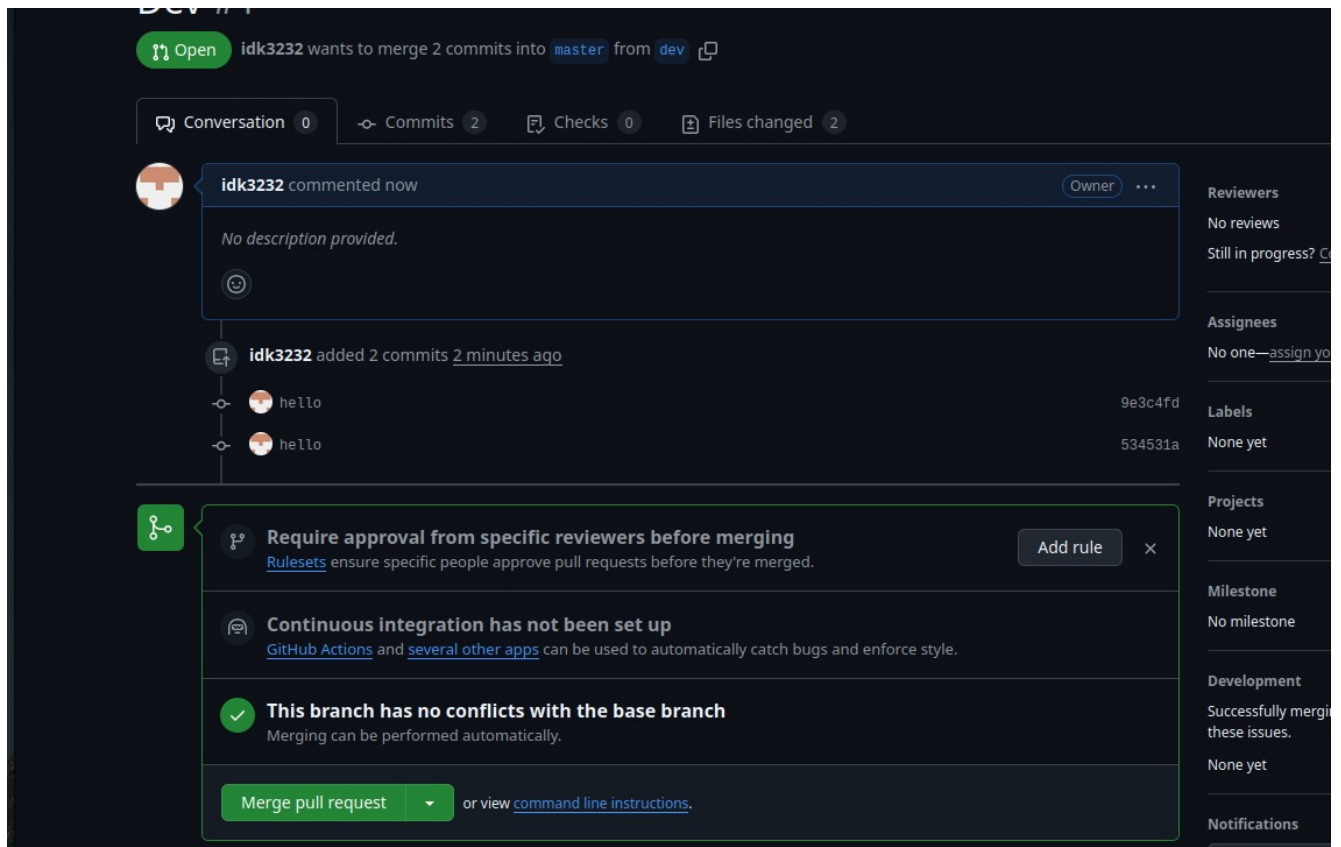 Dev #1
Open idk3232 wants to merge 2 commits into master from dev
Conversation 0 Commits 2 Checks 0 Files changed 2
idk3232 commented now Owner
No description provided.
idk3232 added 2 commits 2 minutes ago
hello 9e3c4fd
hello 534531a
Require approval from specific reviewers before merging
Rulesets ensure specific people approve pull requests before they're merged.
Add rule
Continuous integration has not been set up
GitHub Actions and several other apps can be used to automatically catch bugs and enforce style.
This branch has no conflicts with the base branch
Merging can be performed automatically.
Merge pull request or view command line instructions.
Reviewers
No reviews
Still in progress?
Assignees
No one—assign
Labels
None yet
Projects
None yet
Milestone
No milestone
Development
Successfully
these issues.
None yet
Notifications